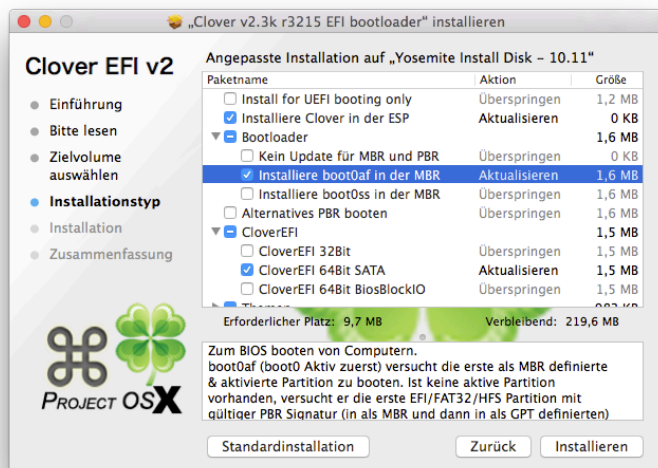 „Clover v2.3k r3215 EFI bootloader“ installieren
Clover EFI v2
Einführung
Bitte lesen
Zielvolume
auswählen
Installationstyp
Installation
Zusammenfassung
PROJECT OSX
Angepasste Installation auf „Yosemite Install Disk – 10.11“
Paketname Aktion Größe
Install for UEFI booting only Überspringen 1,2 MB
Installiere Clover in der ESP Aktualisieren 0 KB
Bootloader 1,6 MB
Kein Update für MBR und PBR Überspringen 0 KB
Installiere boot0af in der MBR Aktualisieren 1,6 MB
Installiere boot0ss in der MBR Überspringen 1,6 MB
Alternatives PBR booten Überspringen 1,6 MB
CloverEFI 1,5 MB
CloverEFI 32Bit Überspringen 1,5 MB
CloverEFI 64Bit SATA Aktualisieren 1,5 MB
CloverEFI 64Bit BiosBlockIO Überspringen 1,5 MB
Erforderlicher Platz: 9,7 MB Verbleibend: 219,6 MB
Zum BIOS booten von Computern.
boot0af (boot0 Aktiv zuerst) versucht die erste als MBR definierte
& aktivierte Partition zu booten. Ist keine aktive Partition
vorhanden, versucht er die erste EFI/FAT32/HFS Partition mit
gültiger PBR Signatur (in als MBR und dann in als GPT definierten)
Standardinstallation Zurück Installieren